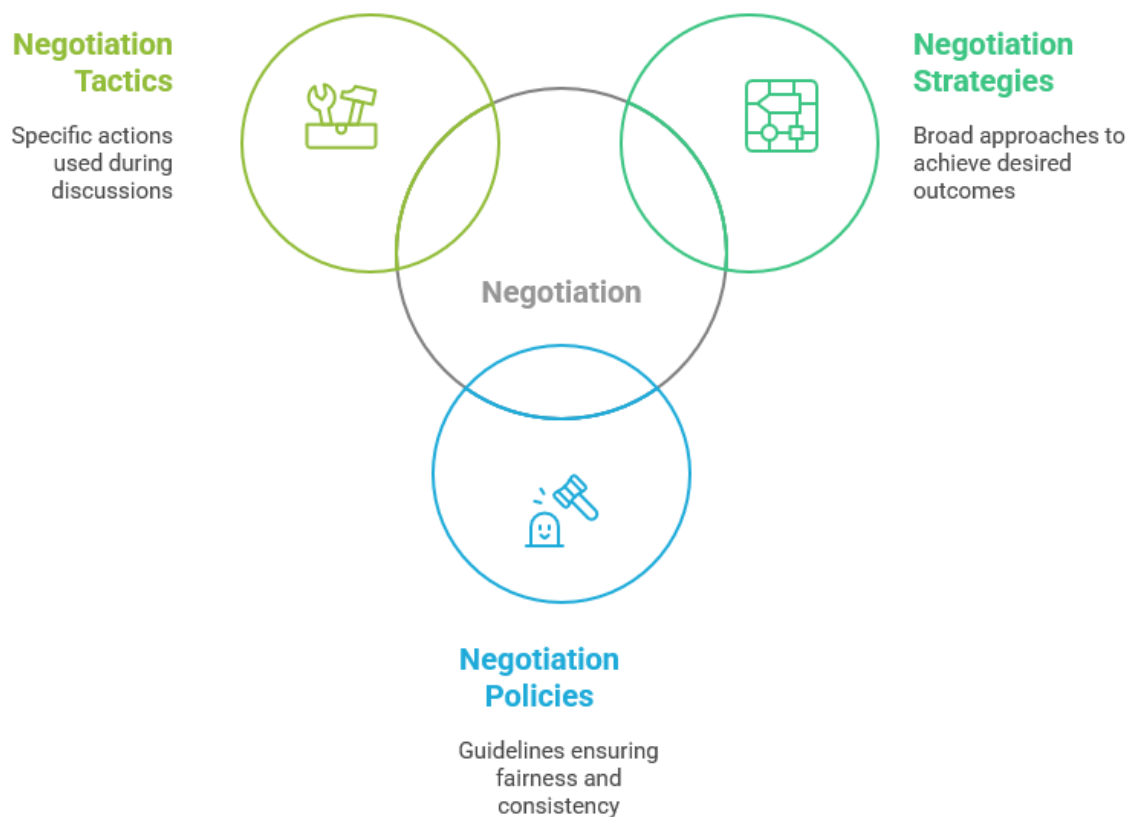 Negotiation
Tactics
Specific actions
used during
discussions
Negotiation
Strategies
Broad approaches to
achieve desired
outcomes
Negotiation
Negotiation
Policies
Guidelines ensuring
fairness and
consistency